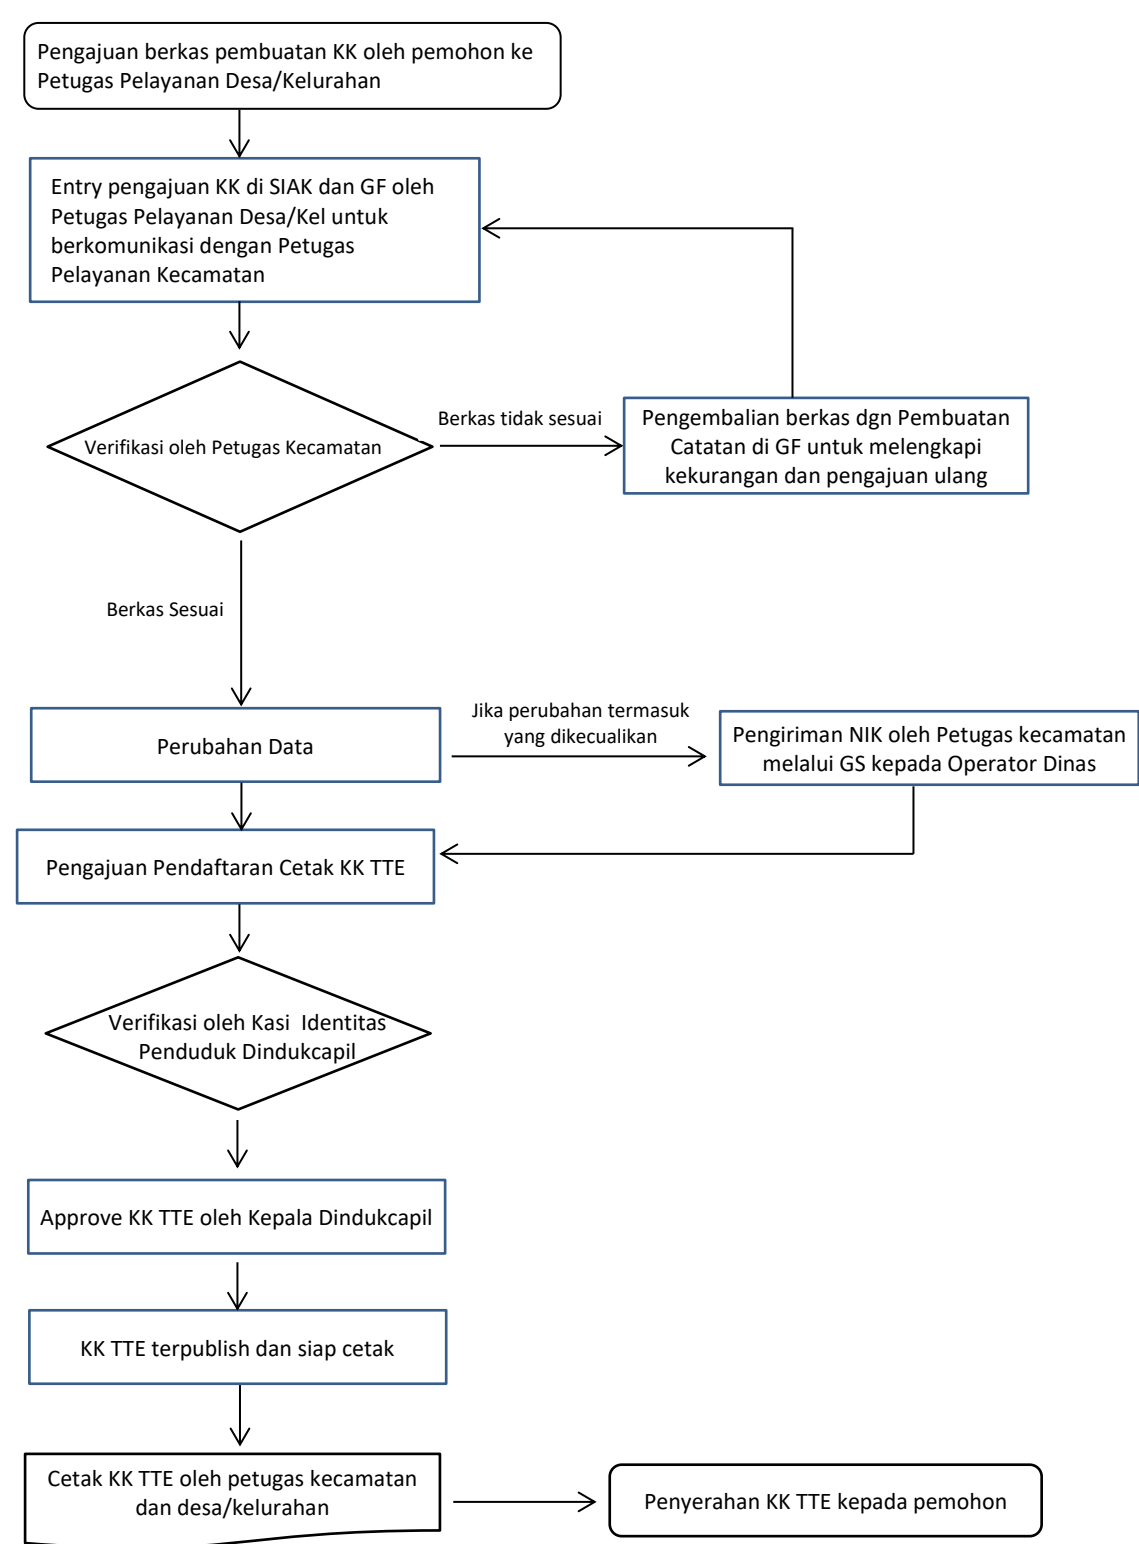 Pengajuan berkas pembuatan KK oleh pemohon ke
Petugas Pelayanan Desa/Kelurahan
Entry pengajuan KK di SIAK dan GF oleh
Petugas Pelayanan Desa/Kel untuk
berkomunikasi dengan Petugas
Pelayanan Kecamatan
Verifikasi oleh Petugas Kecamatan
Berkas tidak sesuai
Pengembalian berkas dgn Pembuatan
Catatan di GF untuk melengkapi
kekurangan dan pengajuan ulang
Berkas Sesuai
Perubahan Data
Jika perubahan termasuk
yang dikecualikan
Pengiriman NIK oleh Petugas kecamatan
melalui GS kepada Operator Dinas
Pengajuan Pendaftaran Cetak KK TTE
Verifikasi oleh Kasi  Identitas
Penduduk Dindukcapil
Approve KK TTE oleh Kepala Dindukcapil
KK TTE terpublish dan siap cetak
Cetak KK TTE oleh petugas kecamatan
dan desa/kelurahan
Penyerahan KK TTE kepada pemohon